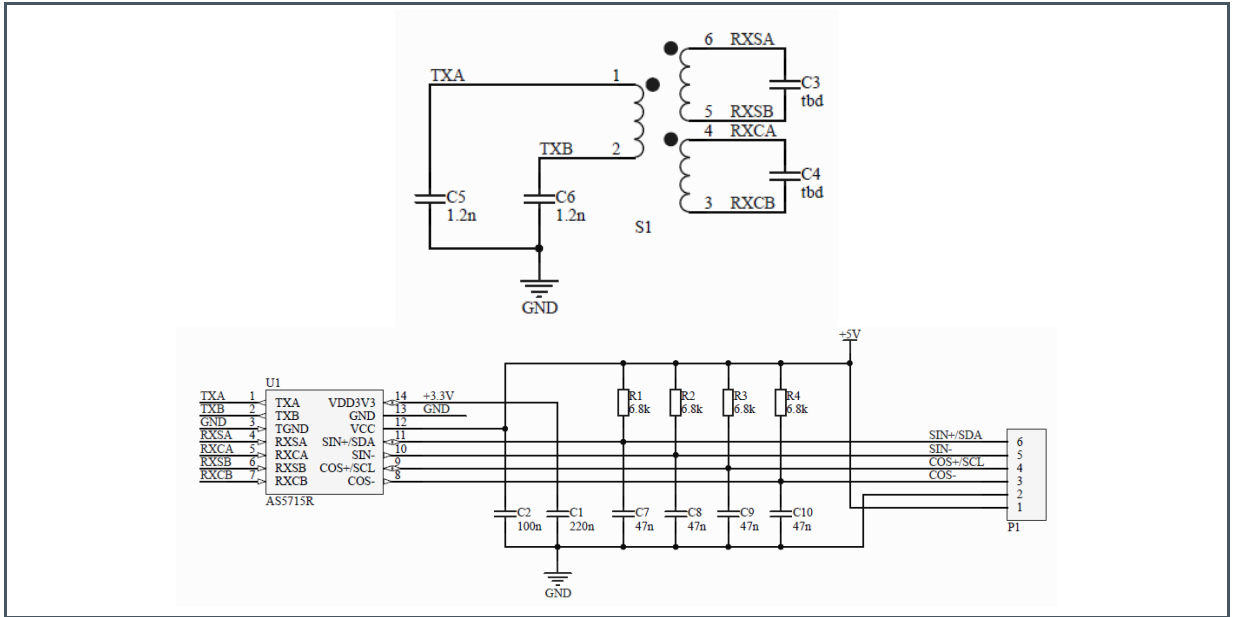 6 RXSA
TXA 1
C3
tbd
5 RXSB
4 RXCA
TXB 2
C4
tbd
C5
1.2n
C6
1.2n
3 RXCB
S1
GND
+5V
U1
TXA 1 TXA VDD3V3 14 +3.3V
TXB 2 TXB GND 13 GND
GND 3 TGND VCC 12
RXSA 4 RXSA SIN+/SDA 11 SIN+/SDA 6
RXCA 5 RXCA SIN- 10 SIN- 5
RXSB 6 RXSB COS+/SCL 9 COS+/SCL 4
RXCB 7 RXCB COS- 8 COS- 3
2
1
AS5715R
R1
6.8k
R2
6.8k
R3
6.8k
R4
6.8k
C2
100n
C1
220n
C7
47n
C8
47n
C9
47n
C10
47n
P1
GND